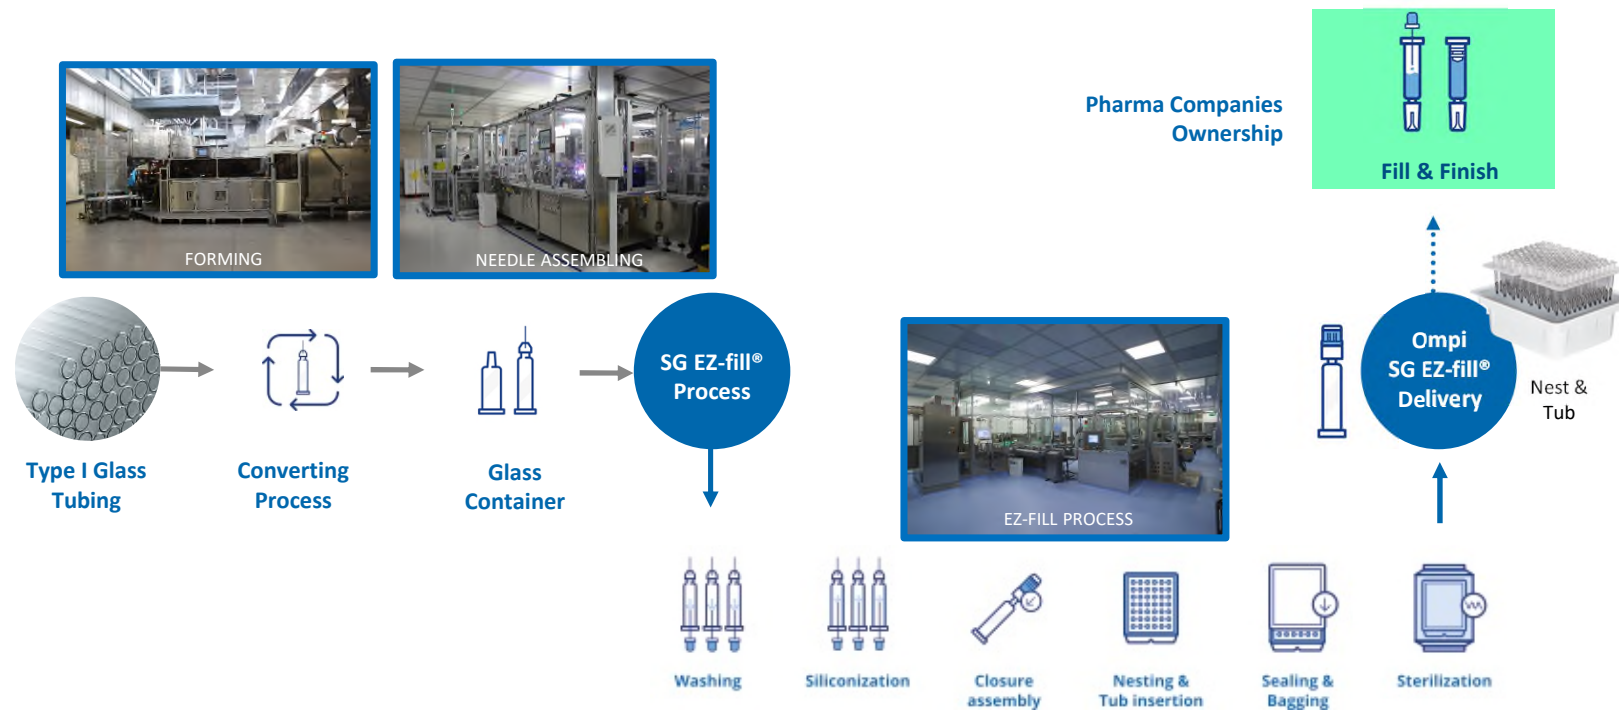 FORMING
NEEDLE ASSEMBLING
Pharma Companies
Ownership
Fill & Finish
SG EZ-fill®
Process
Ompi
SG EZ-fill®
Delivery
Nest &
Tub
Type I Glass
Tubing
Converting
Process
Glass
Container
EZ-FILL PROCESS
Washing
Siliconization
Closure
assembly
Nesting &
Tub insertion
Sealing &
Bagging
Sterilization